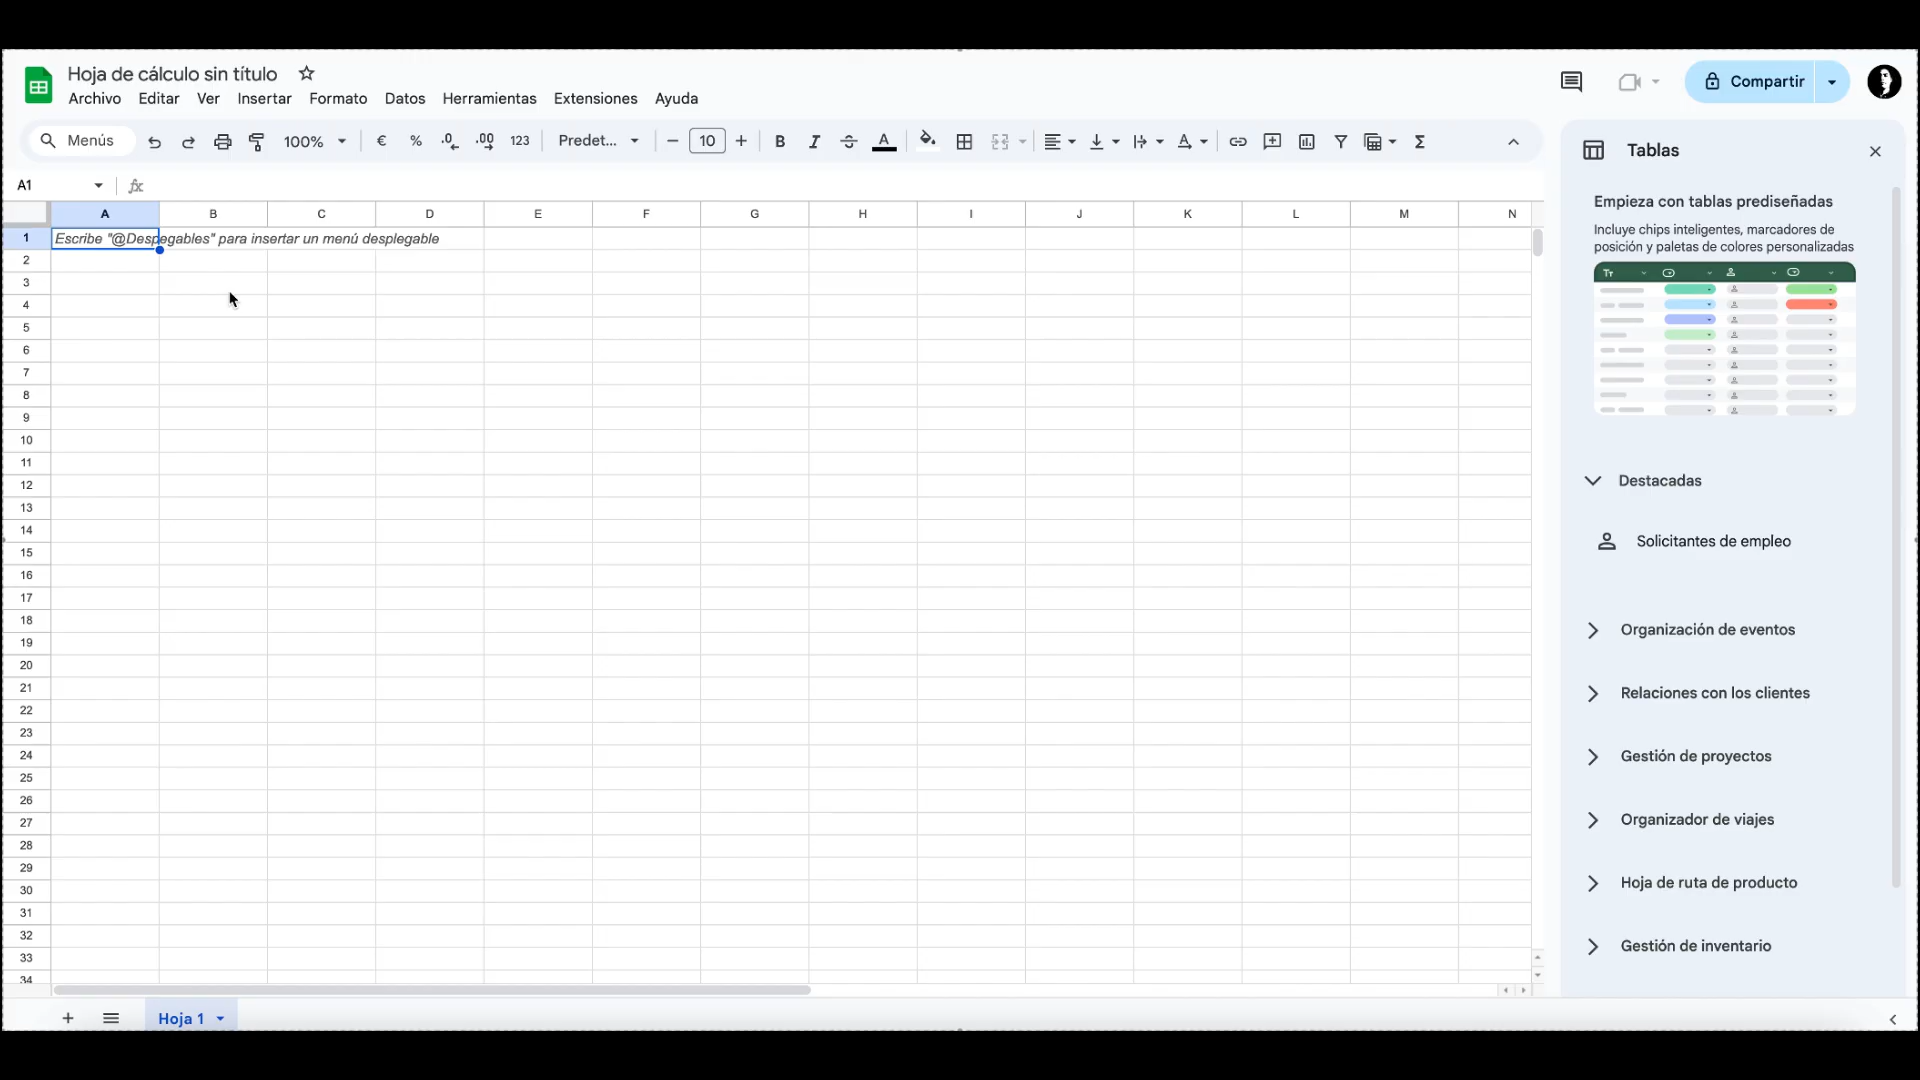 Hoja de cálculo sin título
Archivo Editar Ver Insertar Formato Datos Herramientas Extensiones Ayuda
Compartir
Menús 100% € % .0 .00 123 Predet... 10 B I S A Σ
A1 fx
A B C D E F G H I J K L M N
1 Escribe "@Despegables" para insertar un menú desplegable
2
3
4
5
6
7
8
9
10
11
12
13
14
15
16
17
18
19
20
21
22
23
24
25
26
27
28
29
30
31
32
33
34
Hoja 1
Tablas
Empieza con tablas prediseñadas
Incluye chips inteligentes, marcadores de
posición y paletas de colores personalizadas
Tт
Destacadas
Solicitantes de empleo
Organización de eventos
Relaciones con los clientes
Gestión de proyectos
Organizador de viajes
Hoja de ruta de producto
Gestión de inventario